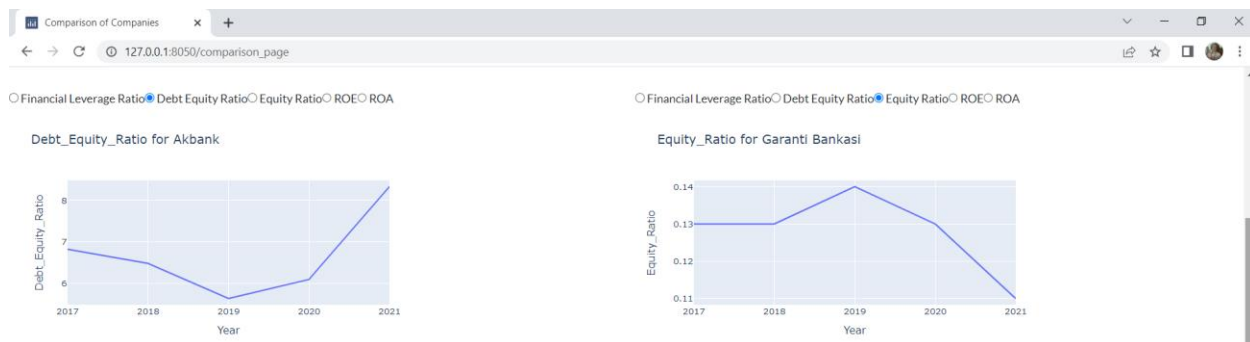 Comparison of Companies
127.0.0.1:8050/comparison_page
Financial Leverage Ratio Debt Equity Ratio Equity Ratio ROE ROA
Debt_Equity_Ratio for Akbank
Debt_Equity_Ratio
8
7
6
2017 2018 2019 2020 2021
Year
Financial Leverage Ratio Debt Equity Ratio Equity Ratio ROE ROA
Equity_Ratio for Garanti Bankasi
Equity_Ratio
0.14
0.13
0.12
0.11
2017 2018 2019 2020 2021
Year